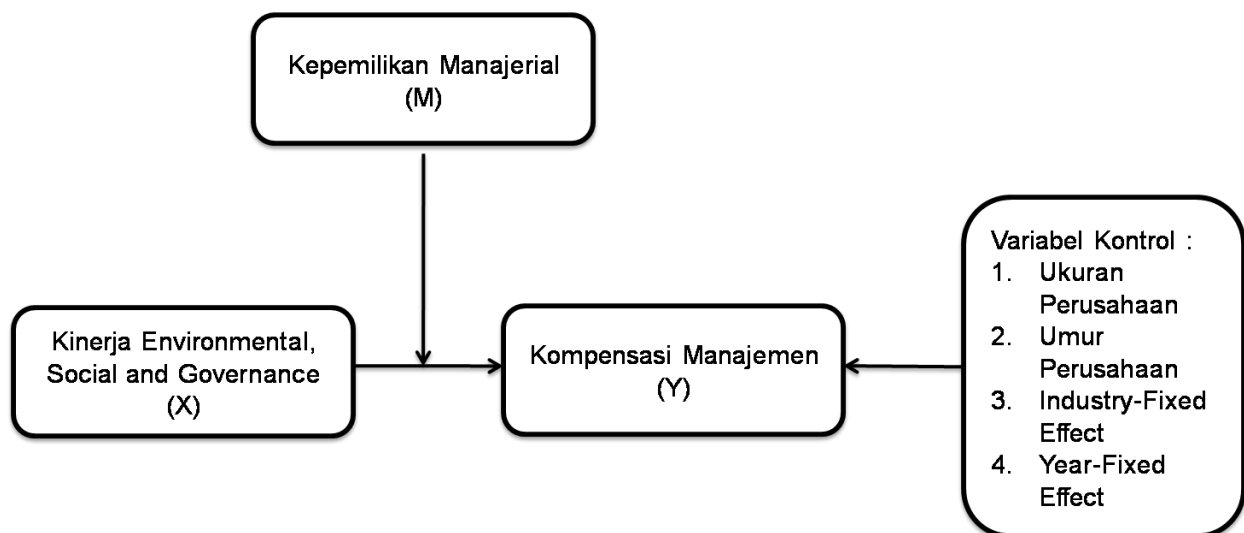 Kepemilikan Manajerial
(M)
Kinerja Environmental,
Social and Governance
(X)
Kompensasi Manajemen
(Y)
Variabel Kontrol :
1. Ukuran
Perusahaan
2. Umur
Perusahaan
3. Industry-Fixed
Effect
4. Year-Fixed
Effect